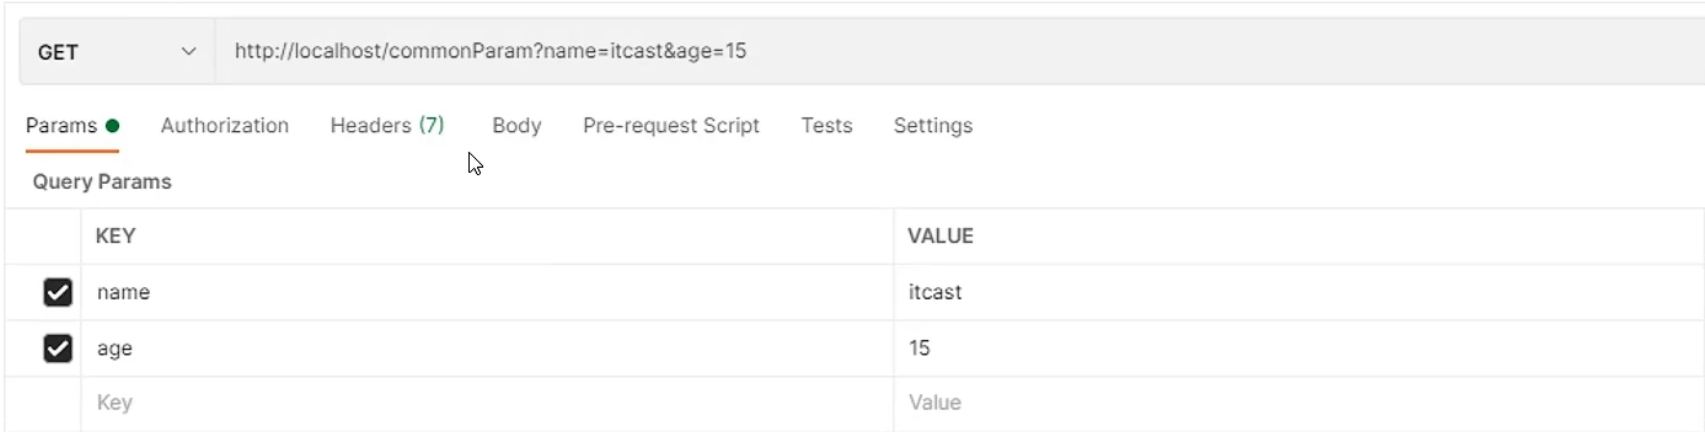 GET http://localhost/commonParam?name=itcast&age=15
Params Authorization Headers (7) Body Pre-request Script Tests Settings
Query Params
KEY VALUE
name itcast
age 15
Key Value